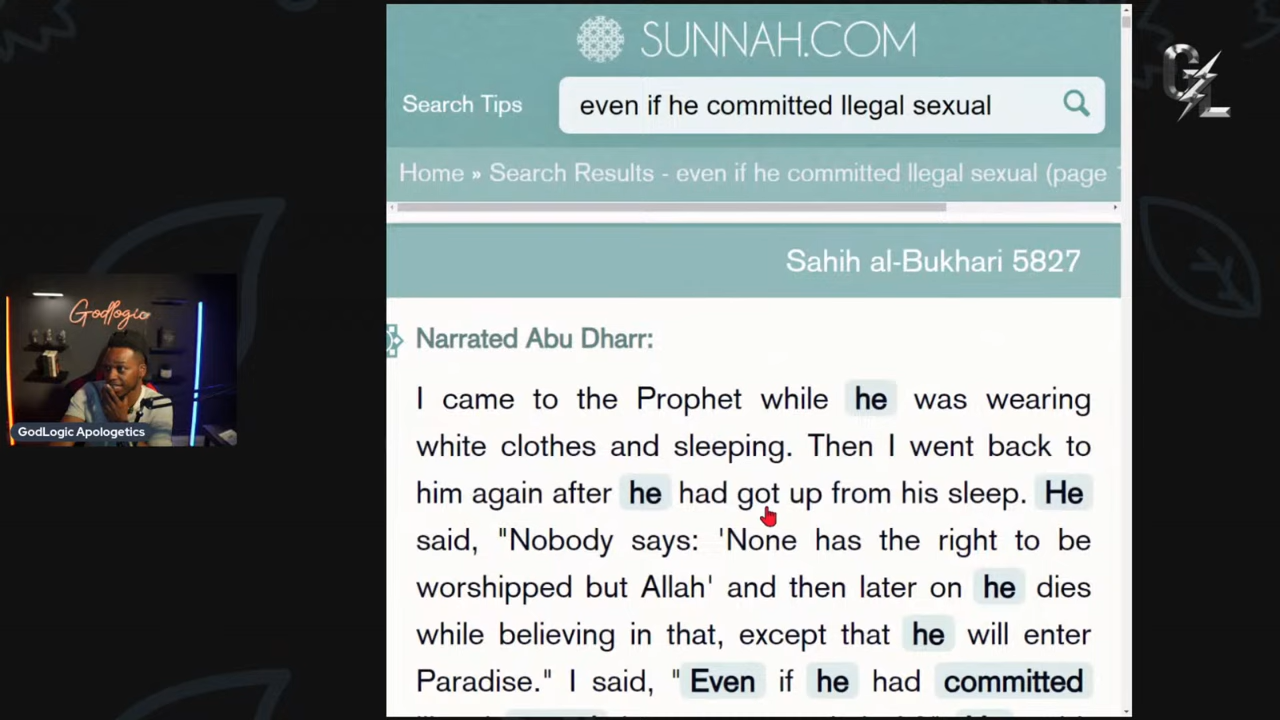 SUNNAH.COM
GL
Search Tips
even if he committed llegal sexual
Home » Search Results - even if he committed llegal sexual (page
Sahih al-Bukhari 5827
Godlogic
Narrated Abu Dharr:
I came to the Prophet while he was wearing
white clothes and sleeping. Then I went back to
him again after he had got up from his sleep. He
said, "Nobody says: 'None has the right to be
worshipped but Allah' and then later on he dies
while believing in that, except that he will enter
Paradise." I said, "Even if he had committed
GodLogic Apologetics